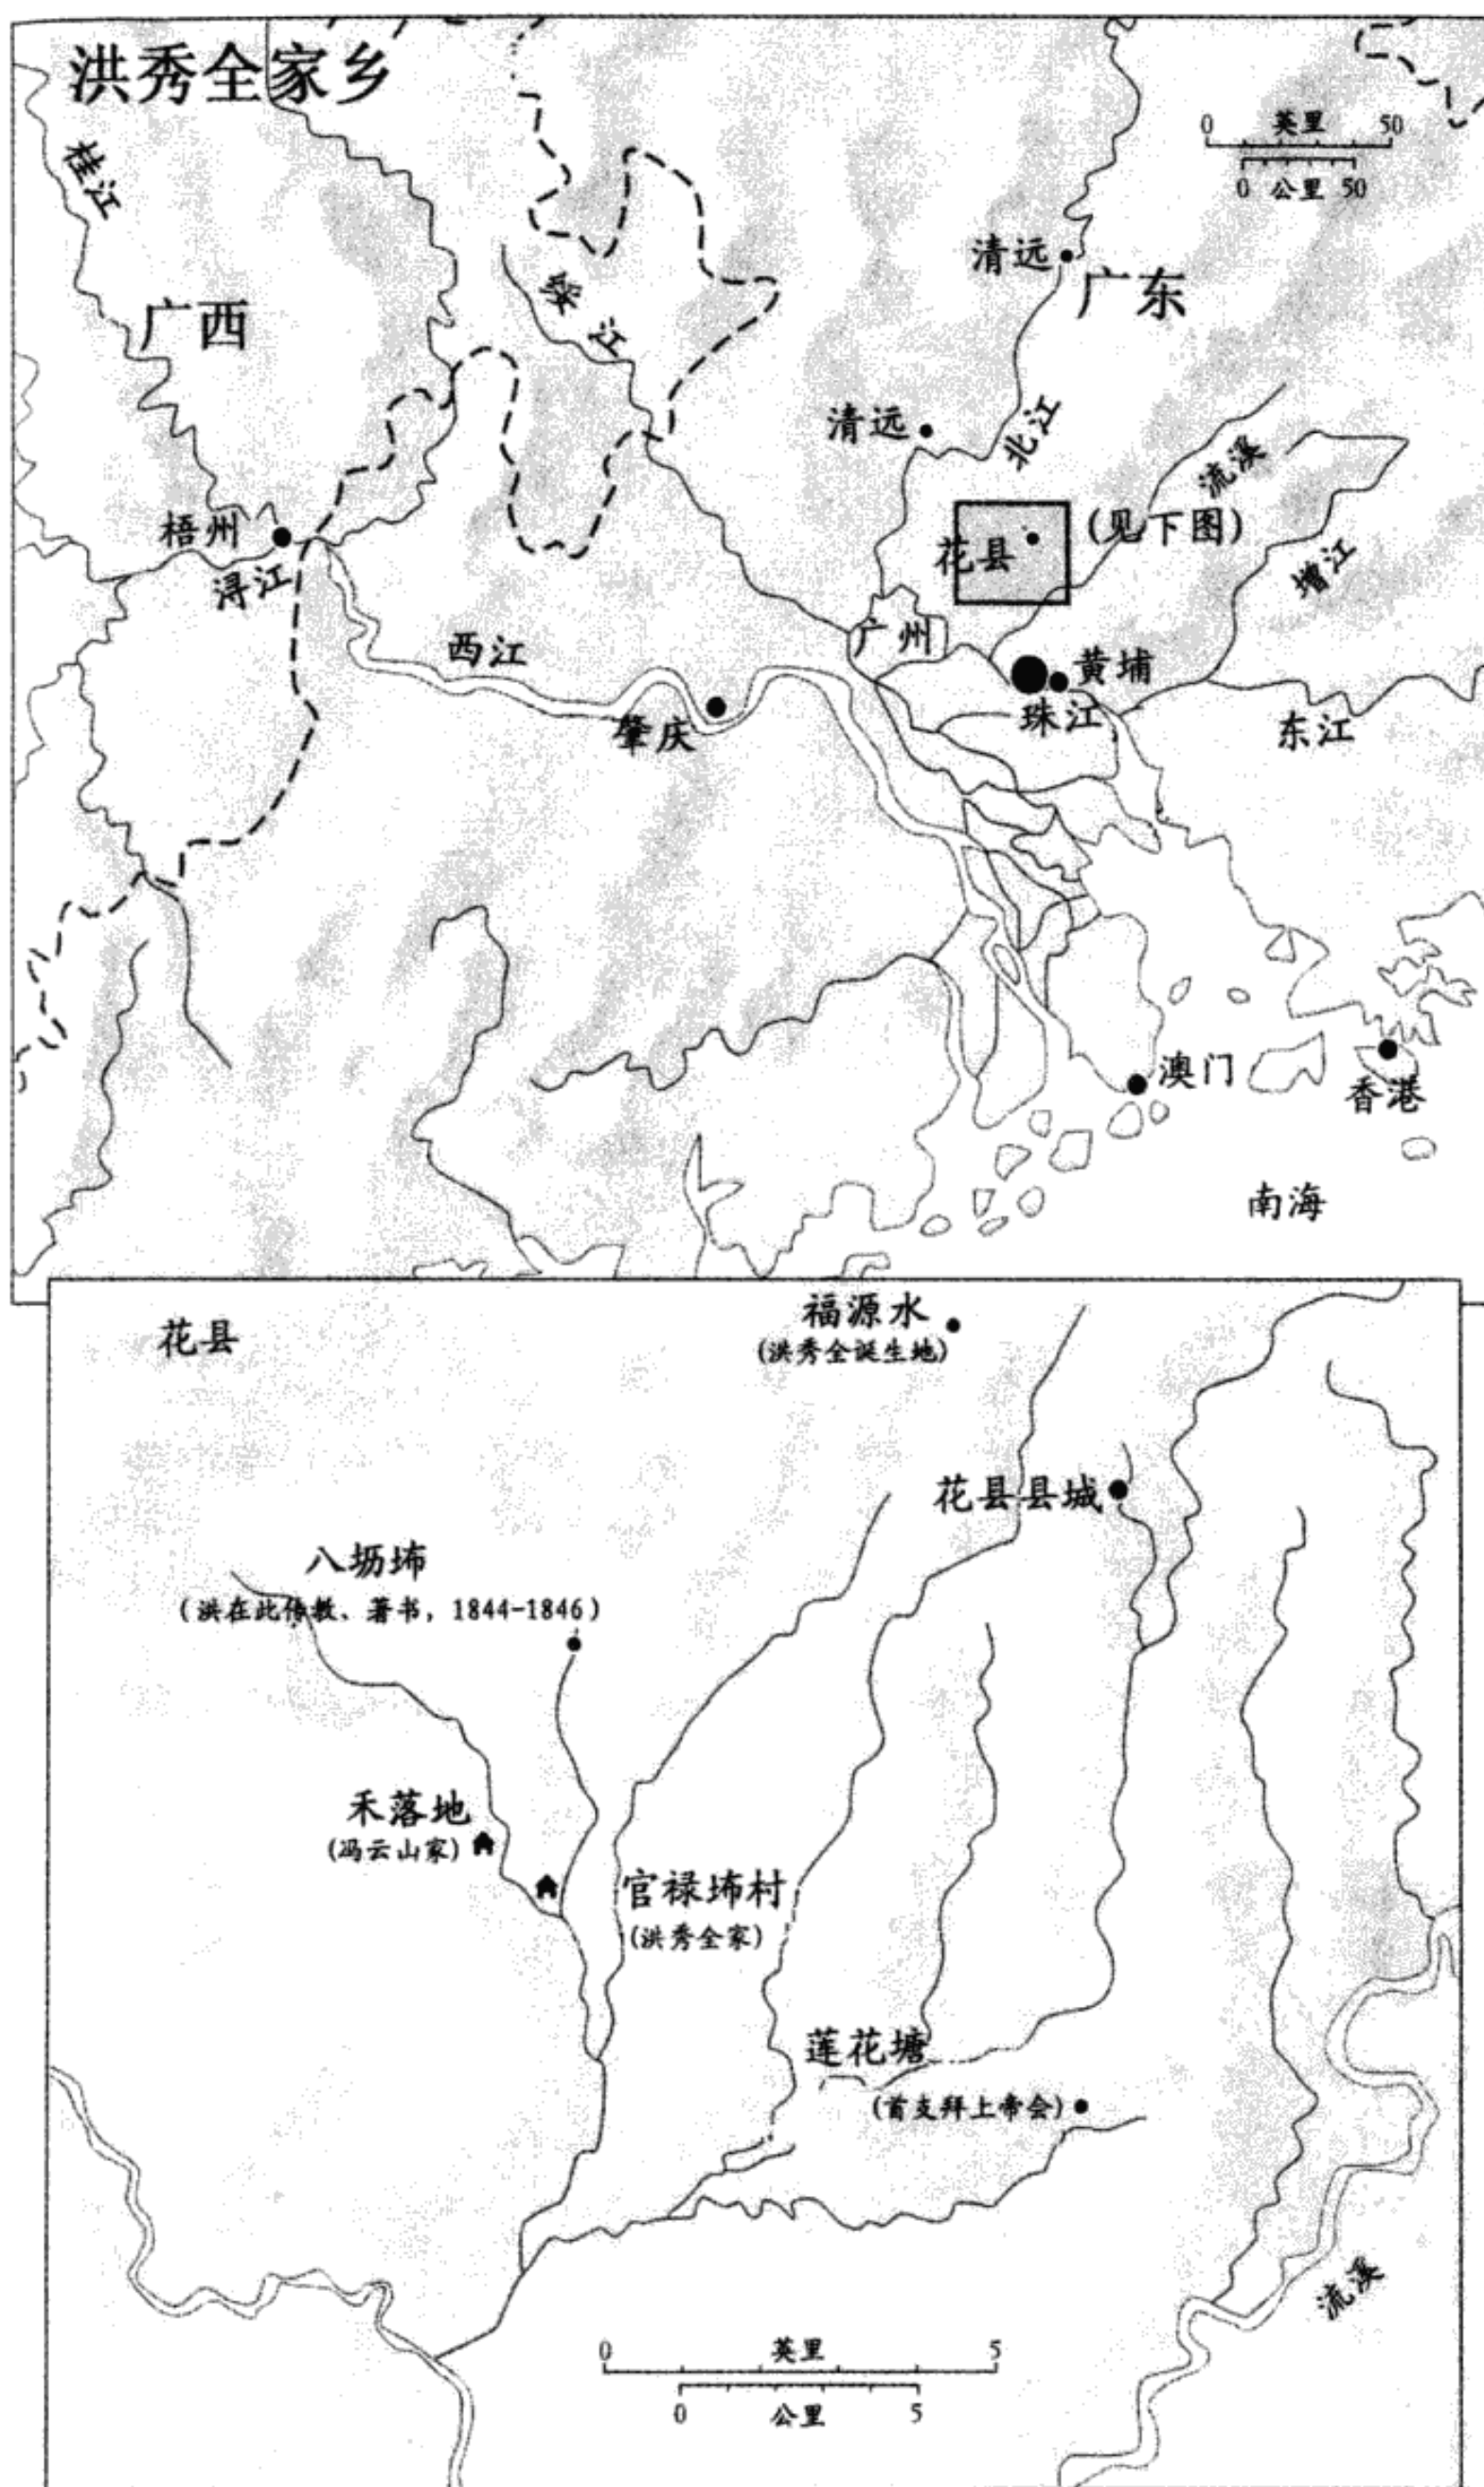 洪秀全家乡
0 英里 50
0 公里 50
桂江
清远
广东
广西
绥江
清远
北江
流溪
(见下图)
花县
梧州
浔江
增江
广州
西江
黄埔
珠江
肇庆
东江
澳门
香港
南海
福源水
(洪秀全诞生地)
花县
花县县城
八坜㘵
(洪在此传教、著书, 1844-1846)
禾落地
(冯云山家)
官禄㘵村
(洪秀全家)
莲花塘
(首支拜上帝会)
流溪
0 英里 5
0 公里 5